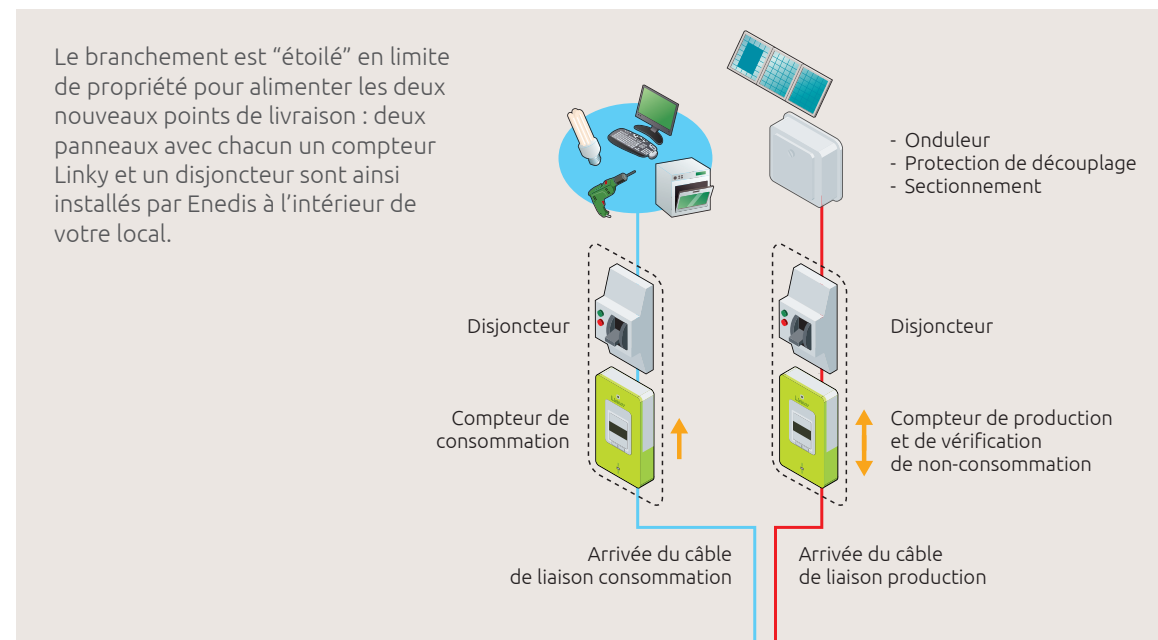 Le branchement est “étoilé” en limite
de propriété pour alimenter les deux
nouveaux points de livraison : deux
panneaux avec chacun un compteur
Linky et un disjoncteur sont ainsi
installés par Enedis à l’intérieur de
votre local.
- Onduleur
- Protection de découplage
- Sectionnement
Disjoncteur
Disjoncteur
Compteur de
consommation
Compteur de production
et de vérification
de non-consommation
Arrivée du câble
de liaison consommation
Arrivée du câble
de liaison production